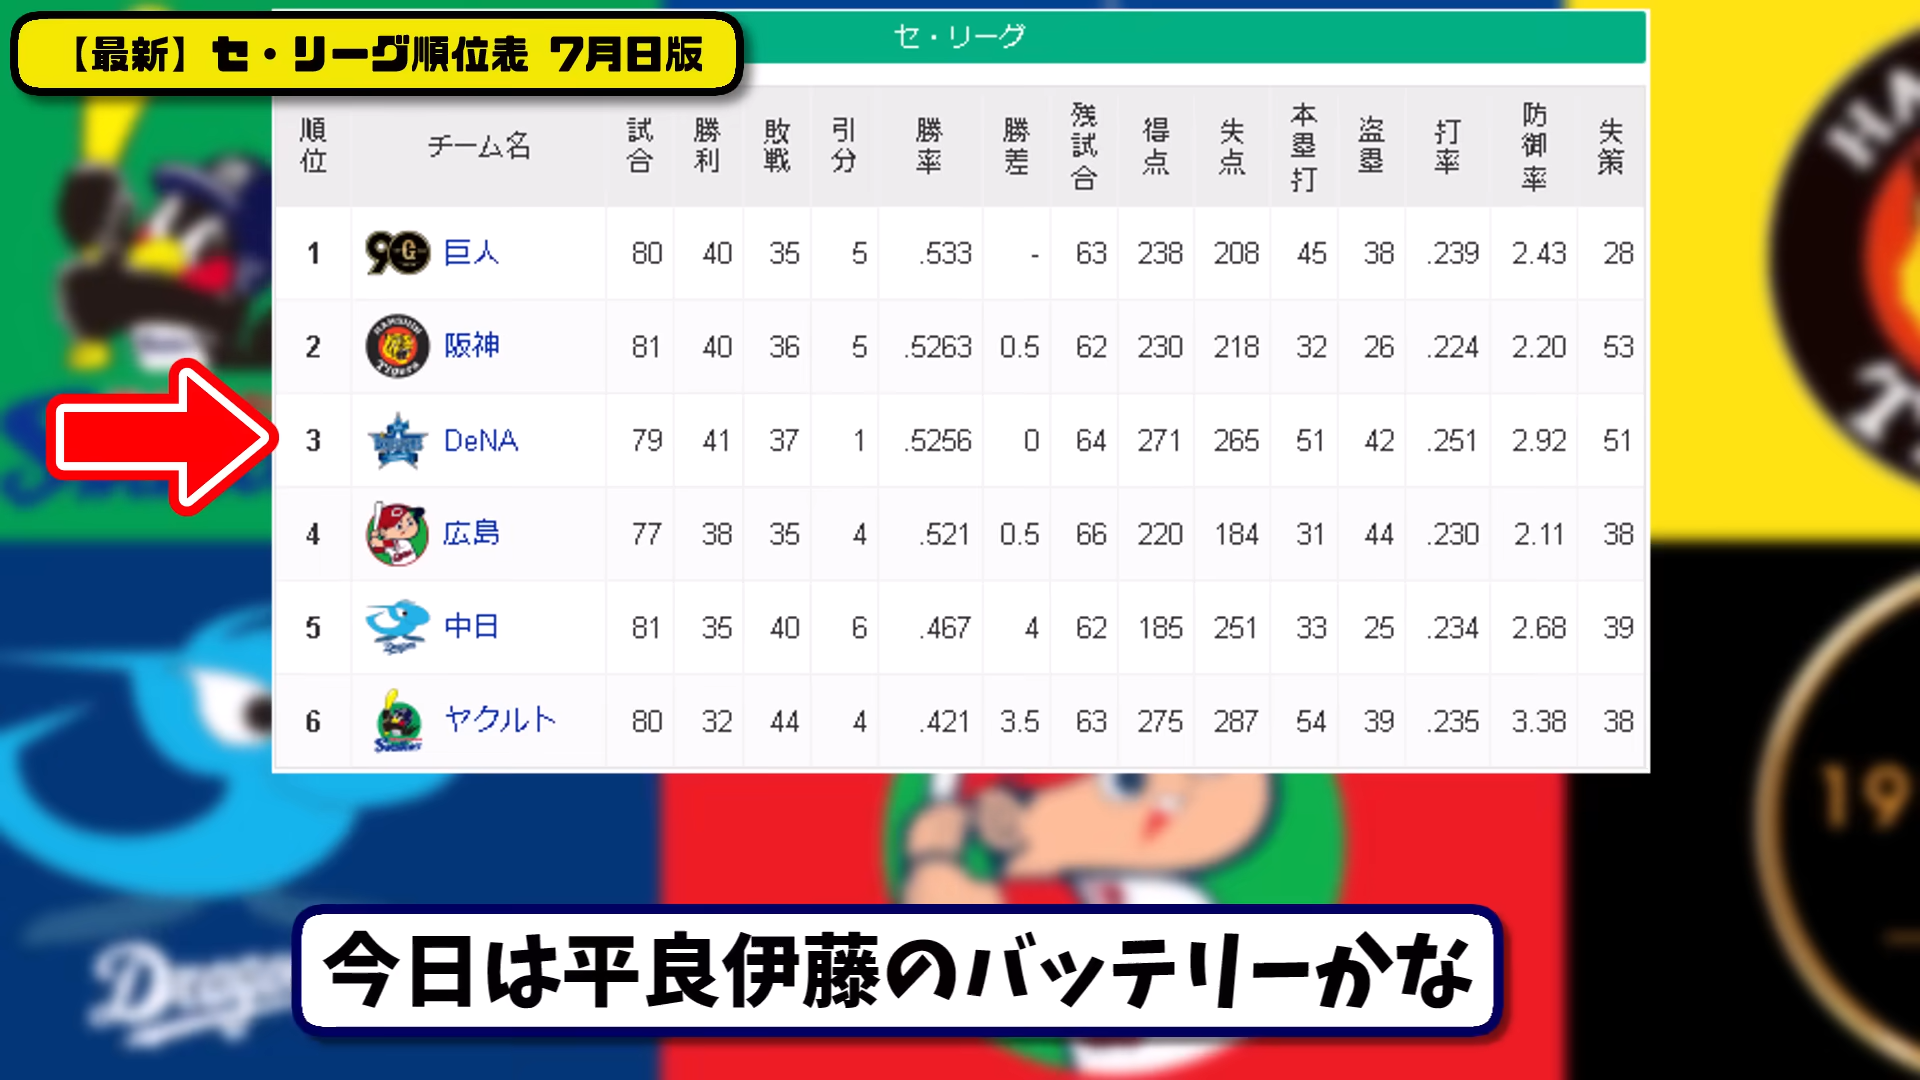 【最新】セ・リーグ順位表 7月日版
セ・リーグ
順位 チーム名 試合 勝利 敗戦 引分 勝率 勝差 残試合 得点 失点 本塁打 盗塁 打率 防御率 失策
1 巨人 80 40 35 5 .533 - 63 238 208 45 38 .239 2.43 28
2 阪神 81 40 36 5 .5263 0.5 62 230 218 32 26 .224 2.20 53
3 DeNA 79 41 37 1 .5256 0 64 271 265 51 42 .251 2.92 51
4 広島 77 38 35 4 .521 0.5 66 220 184 31 44 .230 2.11 38
5 中日 81 35 40 6 .467 4 62 185 251 33 25 .234 2.68 39
6 ヤクルト 80 32 44 4 .421 3.5 63 275 287 54 39 .235 3.38 38
今日は平良伊藤のバッテリーかな